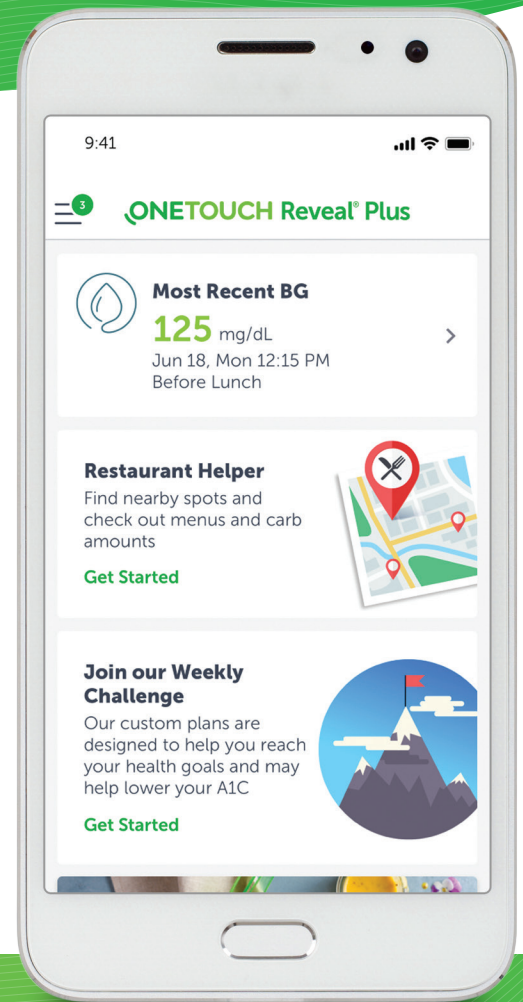 9:41
3
ONETOUCH Reveal® Plus
Most Recent BG
125 mg/dL
Jun 18, Mon 12:15 PM
Before Lunch
Restaurant Helper
Find nearby spots and
check out menus and carb
amounts
Get Started
Join our Weekly
Challenge
Our custom plans are
designed to help you reach
your health goals and may
help lower your A1C
Get Started